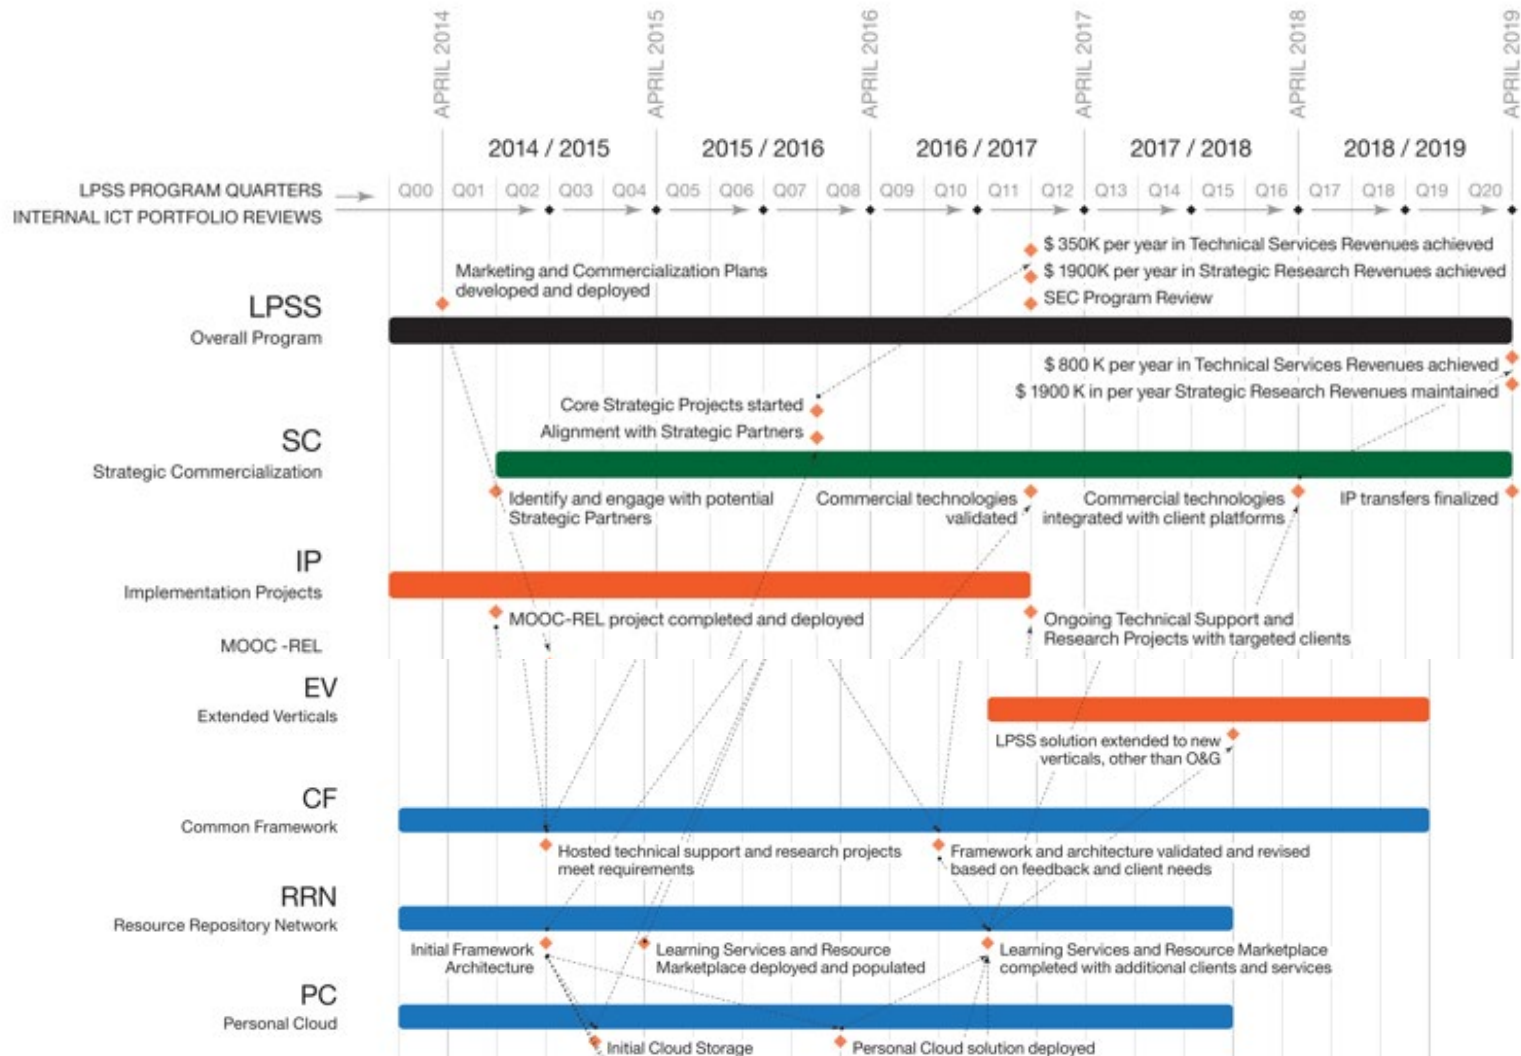 APRIL 2014
APRIL 2015
APRIL 2016
APRIL 2017
APRIL 2018
APRIL 2019
2014 / 2015
2015 / 2016
2016 / 2017
2017 / 2018
2018 / 2019
LPSS PROGRAM QUARTERS
Q00 Q01 Q02 Q03 Q04 Q05 Q06 Q07 Q08 Q09 Q10 Q11 Q12 Q13 Q14 Q15 Q16 Q17 Q18 Q19 Q20
INTERNAL ICT PORTFOLIO REVIEWS
$ 350K per year in Technical Services Revenues achieved
$ 1900K per year in Strategic Research Revenues achieved
SEC Program Review
Marketing and Commercialization Plans
developed and deployed
LPSS
Overall Program
$ 800 K per year in Technical Services Revenues achieved
$ 1900 K in per year Strategic Research Revenues maintained
Core Strategic Projects started
Alignment with Strategic Partners
SC
Strategic Commercialization
Identify and engage with potential
Strategic Partners
Commercial technologies
validated
Commercial technologies
integrated with client platforms
IP transfers finalized
IP
Implementation Projects
MOOC-REL project completed and deployed
Ongoing Technical Support and
Research Projects with targeted clients
MOOC -REL
EV
Extended Verticals
LPSS solution extended to new
verticals, other than O&G
CF
Common Framework
Hosted technical support and research projects
meet requirements
Framework and architecture validated and revised
based on feedback and client needs
RRN
Resource Repository Network
Initial Framework
Architecture
Learning Services and Resource
Marketplace deployed and populated
Learning Services and Resource Marketplace
completed with additional clients and services
PC
Personal Cloud
Initial Cloud Storage
Personal Cloud solution deployed